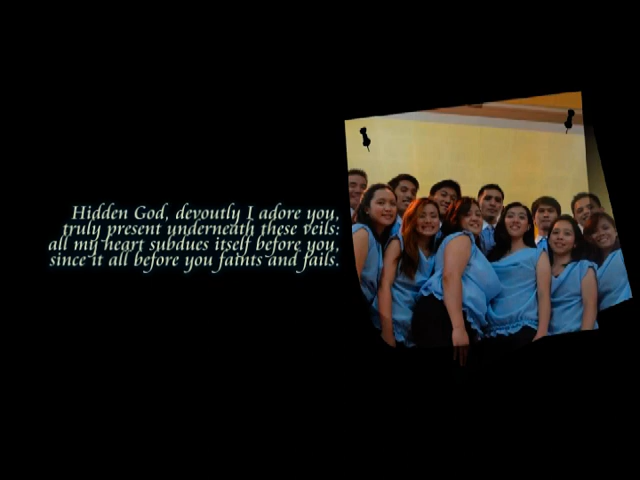 Hidden God, devoutly I adore you,
truly present underneath these veils:
all my heart subdues itself before you,
since it all before you faints and fails.